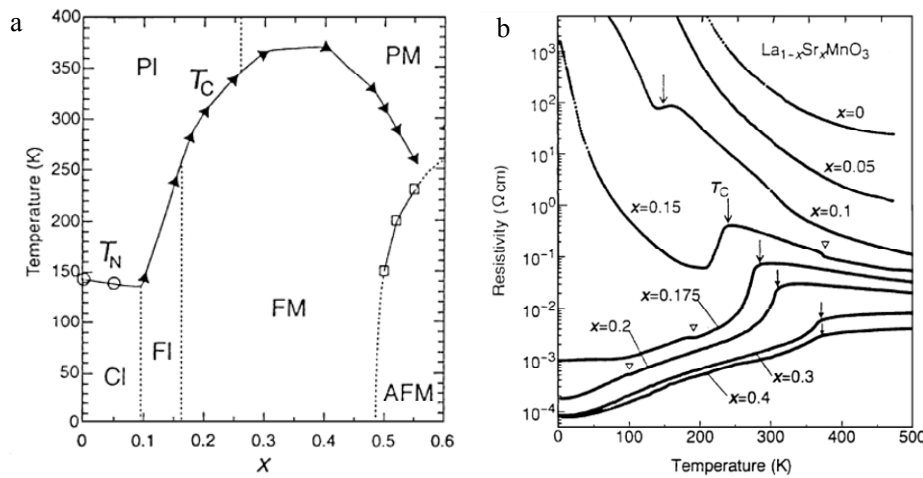 a
Temperature (K)
400
350
300
250
200
150
100
50
0
PI
PM
T_C
T_N
FM
CI
FI
AFM
0 0.1 0.2 0.3 0.4 0.5 0.6
x
b
Resistivity (Ω cm)
10^3
10^2
10^1
10^0
10^-1
10^-2
10^-3
10^-4
La1-xSrxMnO3
x=0
x=0.05
x=0.1
T_C
x=0.15
x=0.175
x=0.2
x=0.3
x=0.4
0 100 200 300 400 500
Temperature (K)